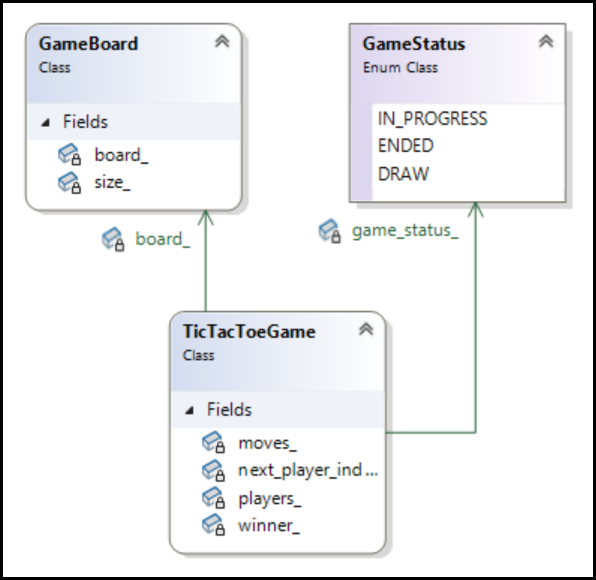 GameBoard
Class
Fields
board_
size_
GameStatus
Enum Class
IN_PROGRESS
ENDED
DRAW
board_
game_status_
TicTacToeGame
Class
Fields
moves_
next_player_ind...
players_
winner_